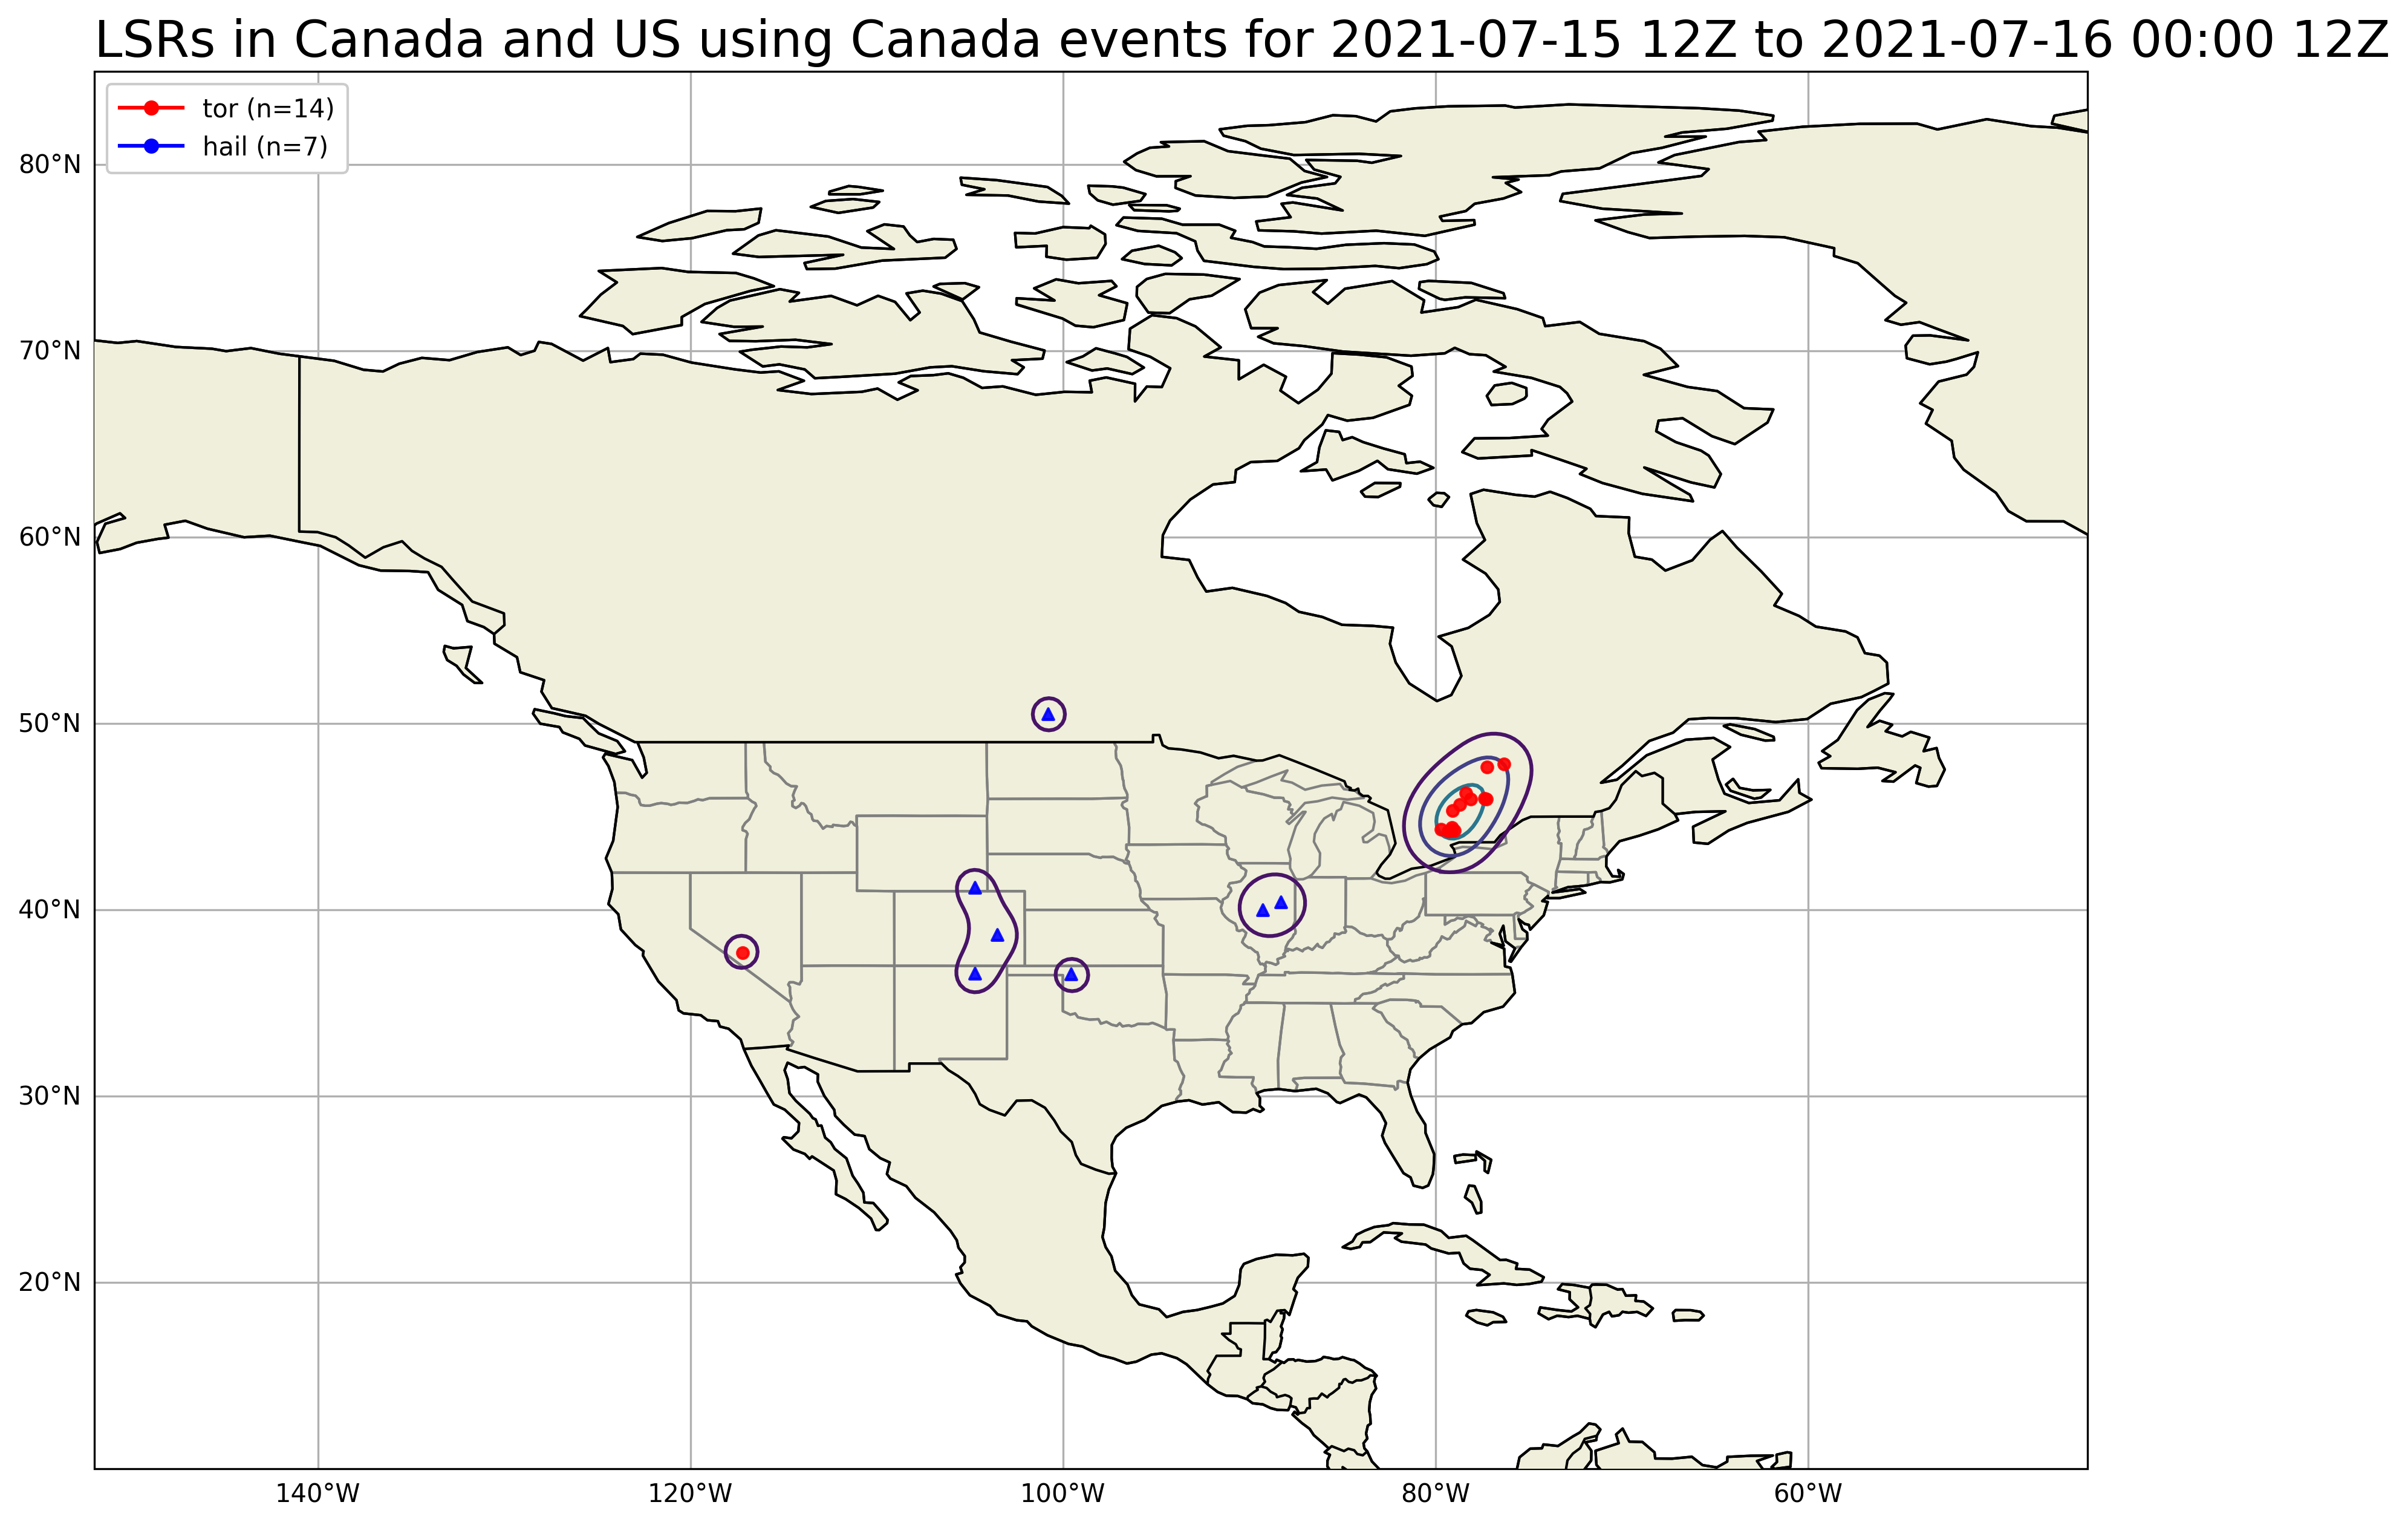 LSRs in Canada and US using Canada events for 2021-07-15 12Z to 2021-07-16 00:00 12Z
tor (n=14)
hail (n=7)
80°N
70°N
60°N
50°N
40°N
30°N
20°N
140°W
120°W
100°W
80°W
60°W